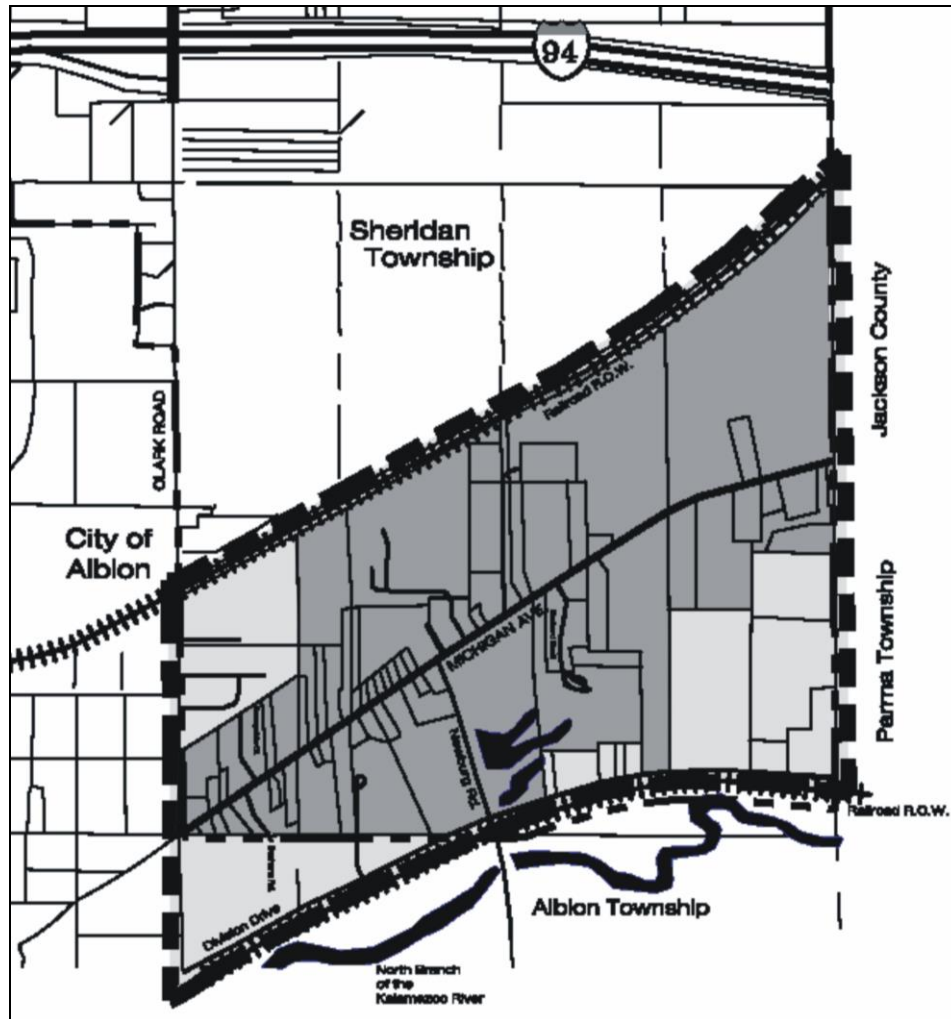 94
Sheridan
Township
Jackson County
Railroad R.O.W.
CLARK ROAD
City of
Albion
MICHIGAN AVE.
Parma Township
Newburg Rd.
Railroad R.O.W.
Division Drive
Albion Township
North Branch
of the
Kalamazoo River